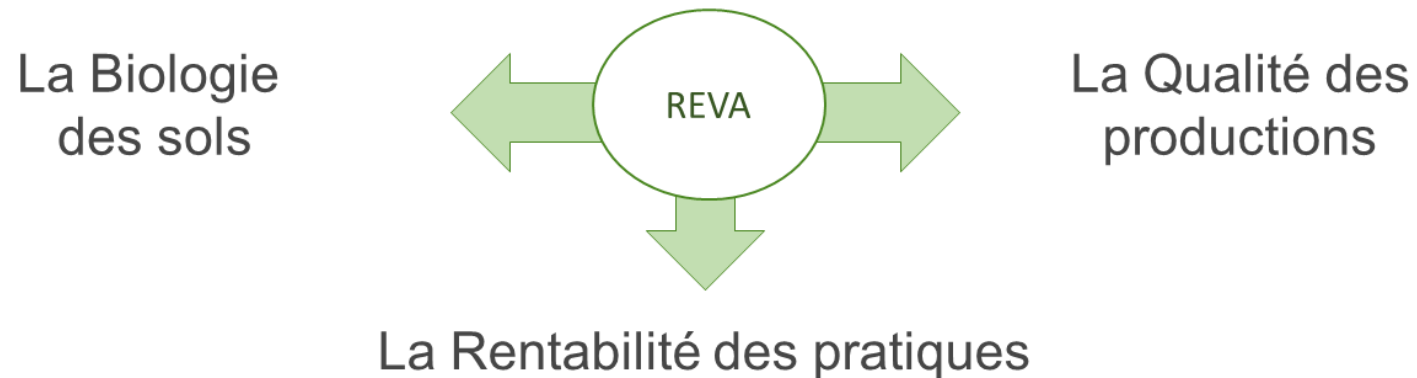 La Biologie
des sols
REVA
La Qualité des
productions
La Rentabilité des pratiques